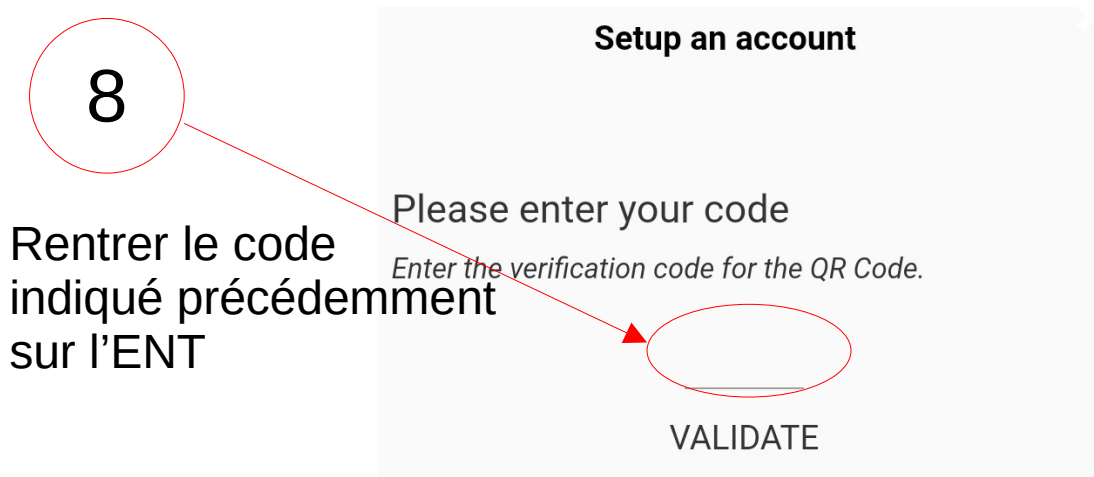 8
Rentrer le code
indiqué précédemment
sur l’ENT
Setup an account
Please enter your code
Enter the verification code for the QR Code.
VALIDATE